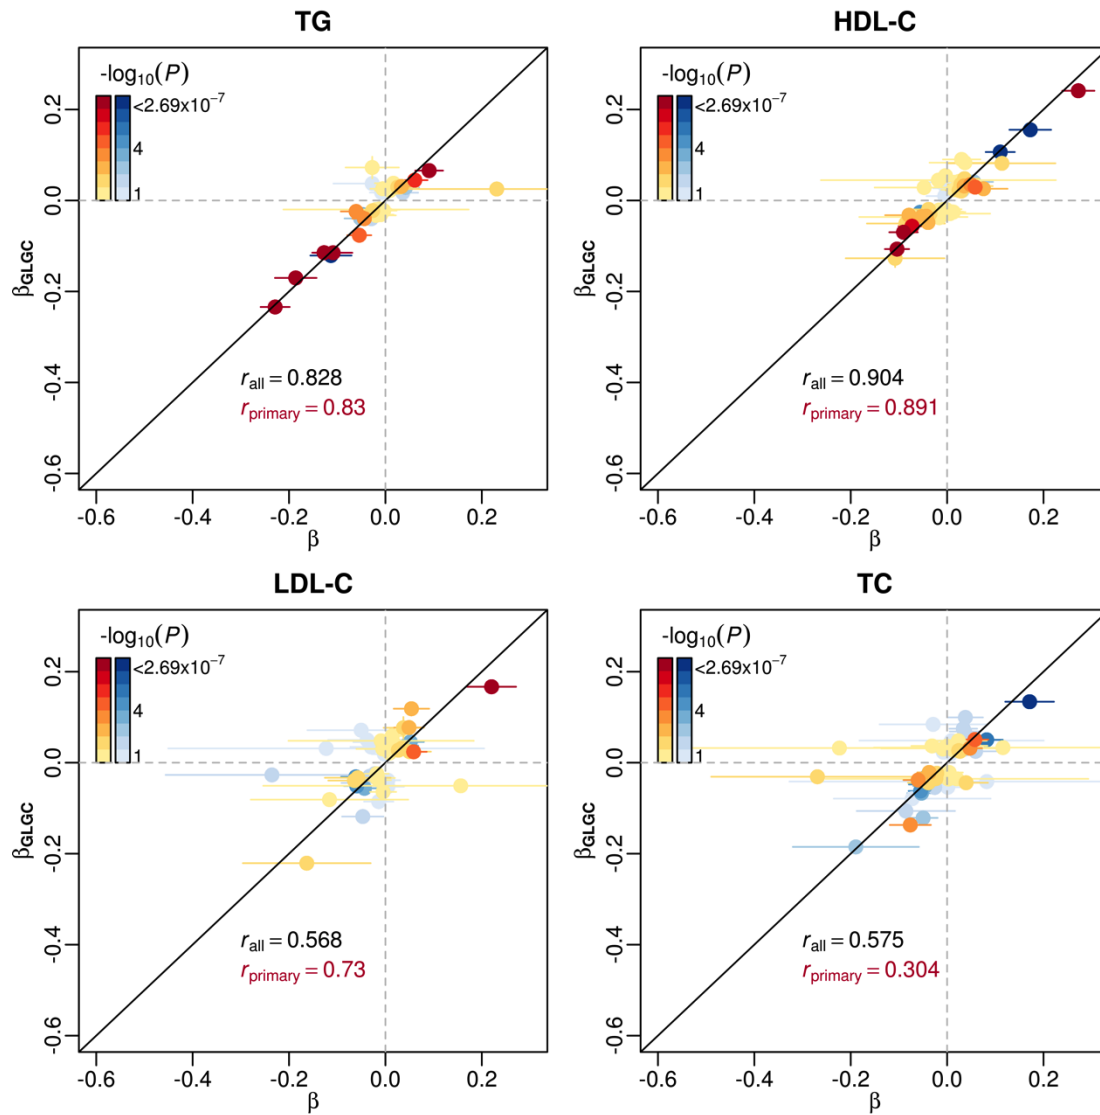 TG
-log₁₀(P)
<2.69x10⁻⁷
4
1
0.2
0.0
-0.2
-0.4
-0.6
β_GLGC
r_all = 0.828
r_primary = 0.83
-0.6 -0.4 -0.2 0.0 0.2
β
HDL-C
-log₁₀(P)
<2.69x10⁻⁷
4
1
0.2
0.0
-0.2
-0.4
-0.6
β_GLGC
r_all = 0.904
r_primary = 0.891
-0.6 -0.4 -0.2 0.0 0.2
β
LDL-C
-log₁₀(P)
<2.69x10⁻⁷
4
1
0.2
0.0
-0.2
-0.4
-0.6
β_GLGC
r_all = 0.568
r_primary = 0.73
-0.6 -0.4 -0.2 0.0 0.2
β
TC
-log₁₀(P)
<2.69x10⁻⁷
4
1
0.2
0.0
-0.2
-0.4
-0.6
β_GLGC
r_all = 0.575
r_primary = 0.304
-0.6 -0.4 -0.2 0.0 0.2
β